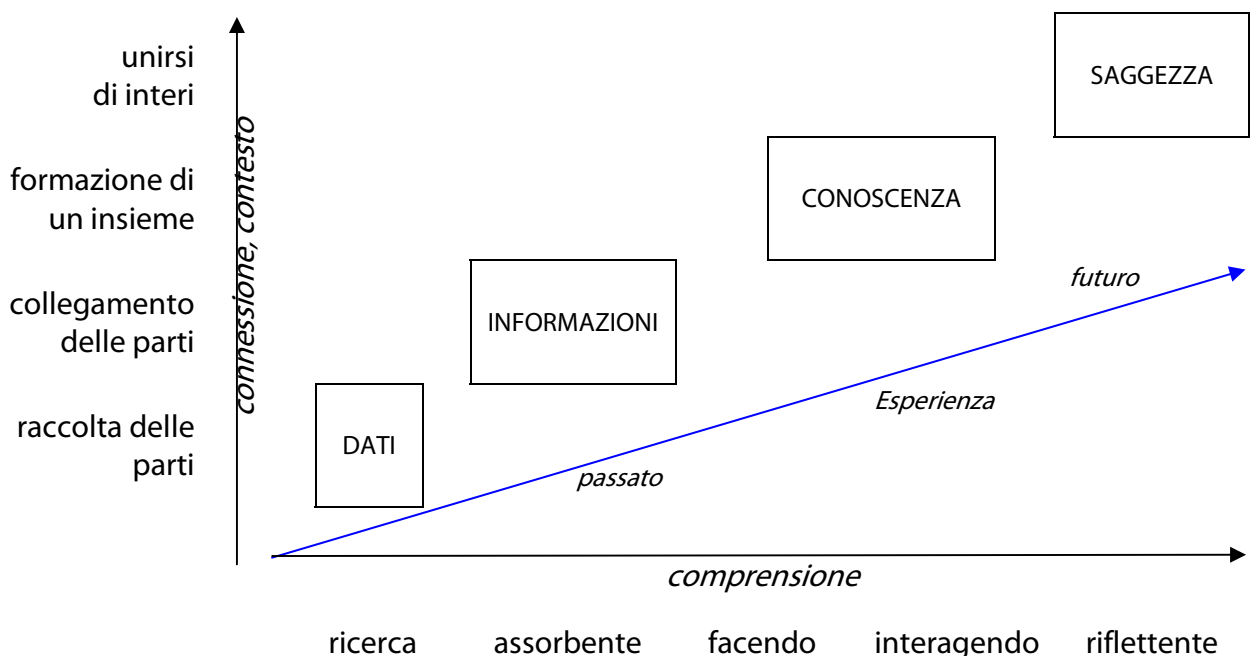 unirsi
di interi
SAGGEZZA
connessione, contesto
formazione di
un insieme
CONOSCENZA
futuro
collegamento
delle parti
INFORMAZIONI
Esperienza
raccolta delle
parti
DATI
passato
comprensione
ricerca assorbente facendo interagendo riflettente